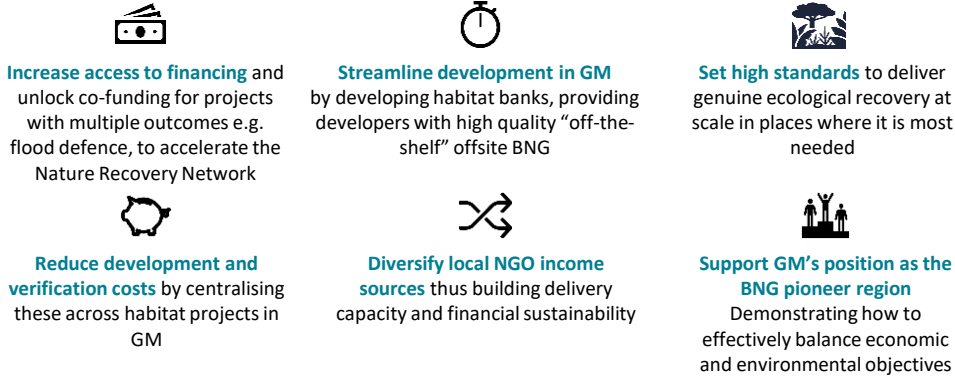 Increase access to financing and
unlock co-funding for projects
with multiple outcomes e.g.
flood defence, to accelerate the
Nature Recovery Network
Streamline development in GM
by developing habitat banks, providing
developers with high quality “off-the-
shelf” offsite BNG
Set high standards to deliver
genuine ecological recovery at
scale in places where it is most
needed
Reduce development and
verification costs by centralising
these across habitat projects in
GM
Diversify local NGO income
sources thus building delivery
capacity and financial sustainability
Support GM’s position as the
BNG pioneer region
Demonstrating how to
effectively balance economic
and environmental objectives